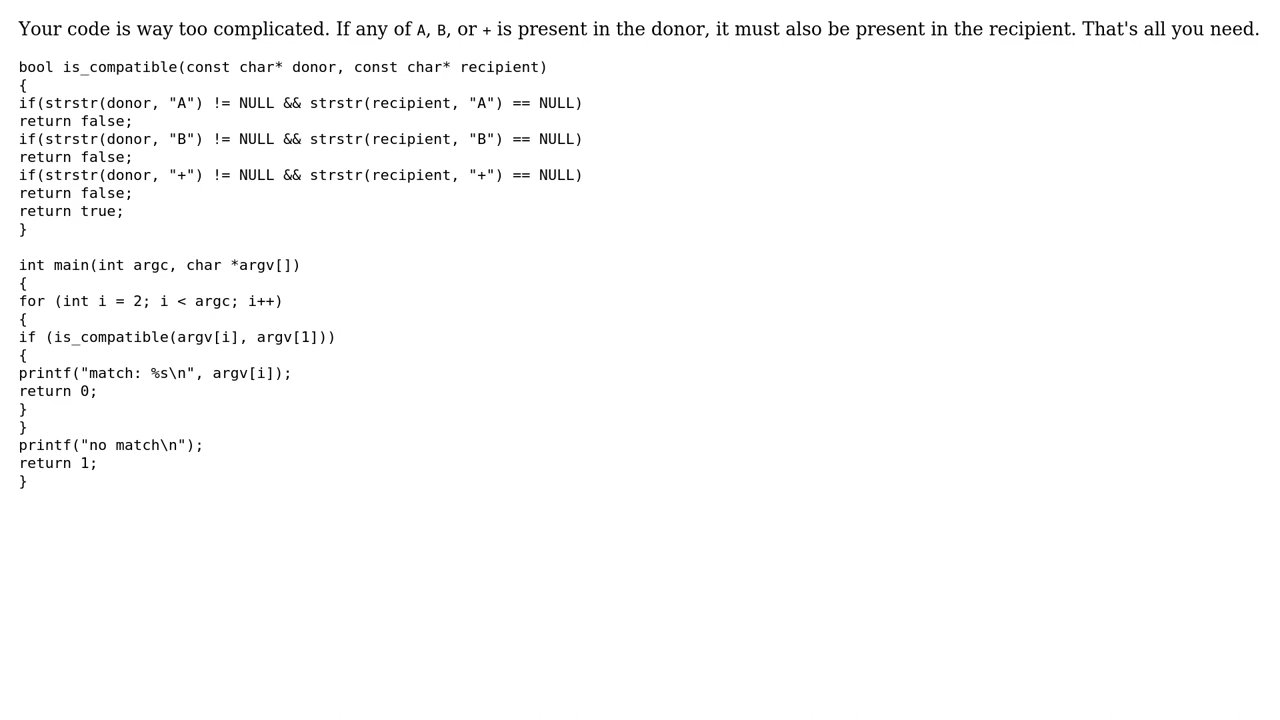 Your code is way too complicated. If any of A, B, or + is present in the donor, it must also be present in the recipient. That's all you need.
bool is_compatible(const char* donor, const char* recipient)
{
if(strstr(donor, "A") != NULL && strstr(recipient, "A") == NULL)
return false;
if(strstr(donor, "B") != NULL && strstr(recipient, "B") == NULL)
return false;
if(strstr(donor, "+") != NULL && strstr(recipient, "+") == NULL)
return false;
return true;
}

int main(int argc, char *argv[])
{
for (int i = 2; i < argc; i++)
{
if (is_compatible(argv[i], argv[1]))
{
printf("match: %s\n", argv[i]);
return 0;
}
}
printf("no match\n");
return 1;
}